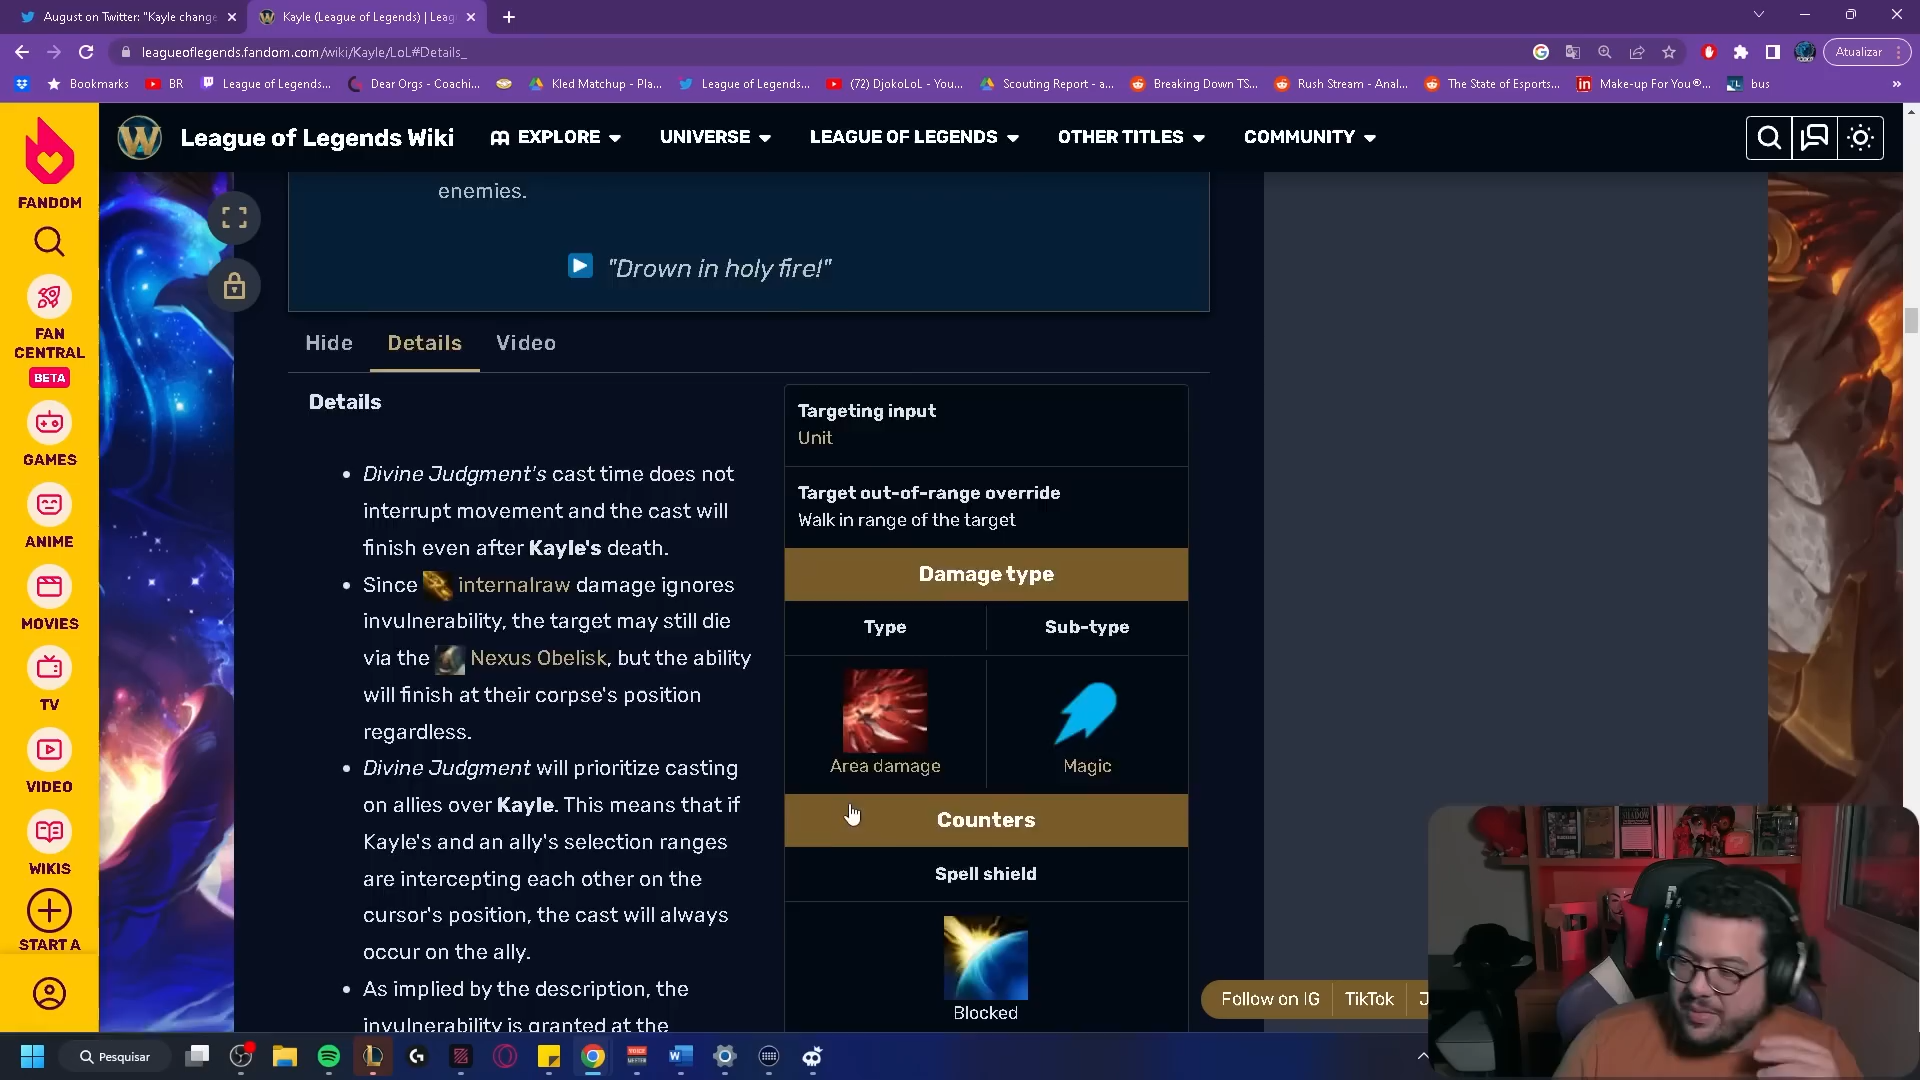 August on Twitter: "Kayle change
Kayle (League of Legends) | Leag
leagueoflegends.fandom.com/wiki/Kayle/LoL#Details_
Atualizar
Bookmarks
BR
League of Legends...
Dear Orgs - Coachi...
Kled Matchup - Pla...
League of Legends...
(72) DjokoLoL - You...
Scouting Report - a...
Breaking Down TS...
Rush Stream - Anal...
The State of Esports...
Make-up For You®...
bus
League of Legends Wiki
EXPLORE
UNIVERSE
LEAGUE OF LEGENDS
OTHER TITLES
COMMUNITY
FANDOM
FAN
CENTRAL
BETA
GAMES
ANIME
MOVIES
TV
VIDEO
WIKIS
START A
enemies.
"Drown in holy fire!"
Hide
Details
Video
Details
Divine Judgment's cast time does not
interrupt movement and the cast will
finish even after Kayle's death.
Since internalraw damage ignores
invulnerability, the target may still die
via the Nexus Obelisk, but the ability
will finish at their corpse's position
regardless.
Divine Judgment will prioritize casting
on allies over Kayle. This means that if
Kayle's and an ally's selection ranges
are intercepting each other on the
cursor's position, the cast will always
occur on the ally.
As implied by the description, the
invulnerability is granted at the
Targeting input
Unit
Target out-of-range override
Walk in range of the target
Damage type
Type
Sub-type
Area damage
Magic
Counters
Spell shield
Blocked
Follow on IG
TikTok
J
Pesquisar